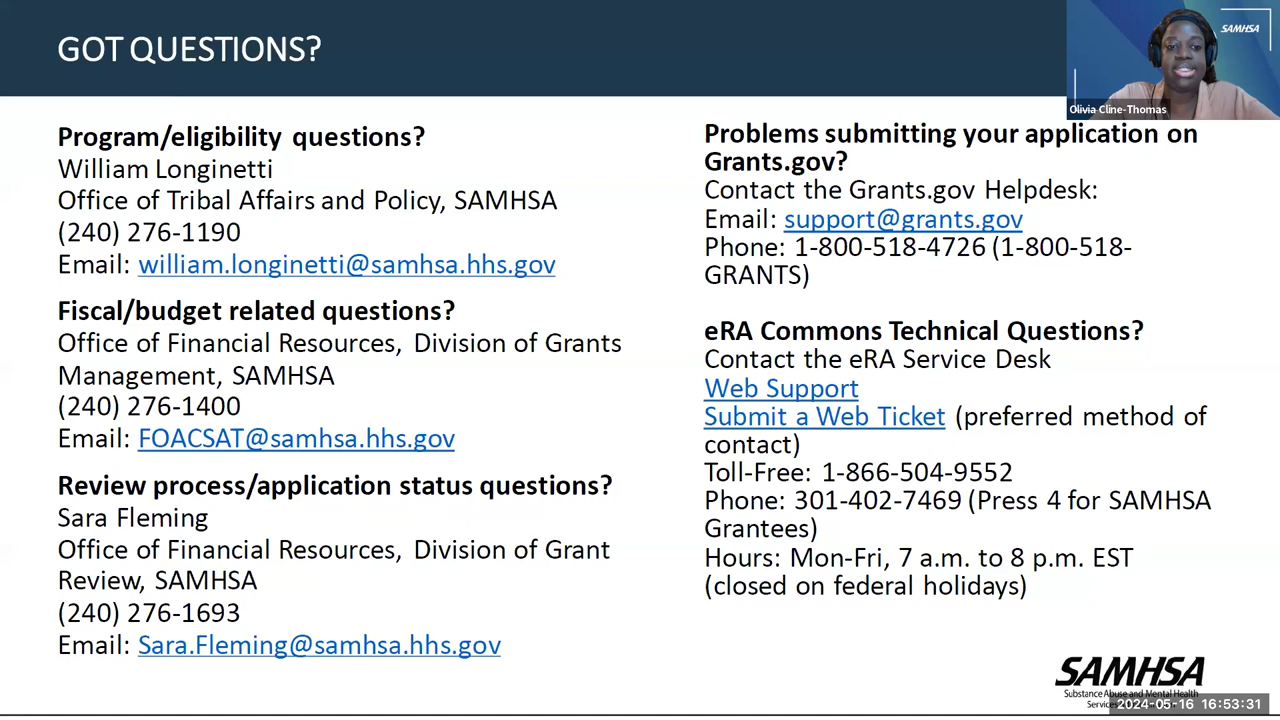 GOT QUESTIONS?
SAMHSA
Olivia Cline-Thomas
Program/eligibility questions?
William Longinetti
Office of Tribal Affairs and Policy, SAMHSA
(240) 276-1190
Email: william.longinetti@samhsa.hhs.gov
Fiscal/budget related questions?
Office of Financial Resources, Division of Grants
Management, SAMHSA
(240) 276-1400
Email: FOACSAT@samhsa.hhs.gov
Review process/application status questions?
Sara Fleming
Office of Financial Resources, Division of Grant
Review, SAMHSA
(240) 276-1693
Email: Sara.Fleming@samhsa.hhs.gov
Problems submitting your application on
Grants.gov?
Contact the Grants.gov Helpdesk:
Email: support@grants.gov
Phone: 1-800-518-4726 (1-800-518-
GRANTS)
eRA Commons Technical Questions?
Contact the eRA Service Desk
Web Support
Submit a Web Ticket (preferred method of
contact)
Toll-Free: 1-866-504-9552
Phone: 301-402-7469 (Press 4 for SAMHSA
Grantees)
Hours: Mon-Fri, 7 a.m. to 8 p.m. EST
(closed on federal holidays)
SAMHSA
Substance Abuse and Mental Health
Services
2024-05-16 16:53:31